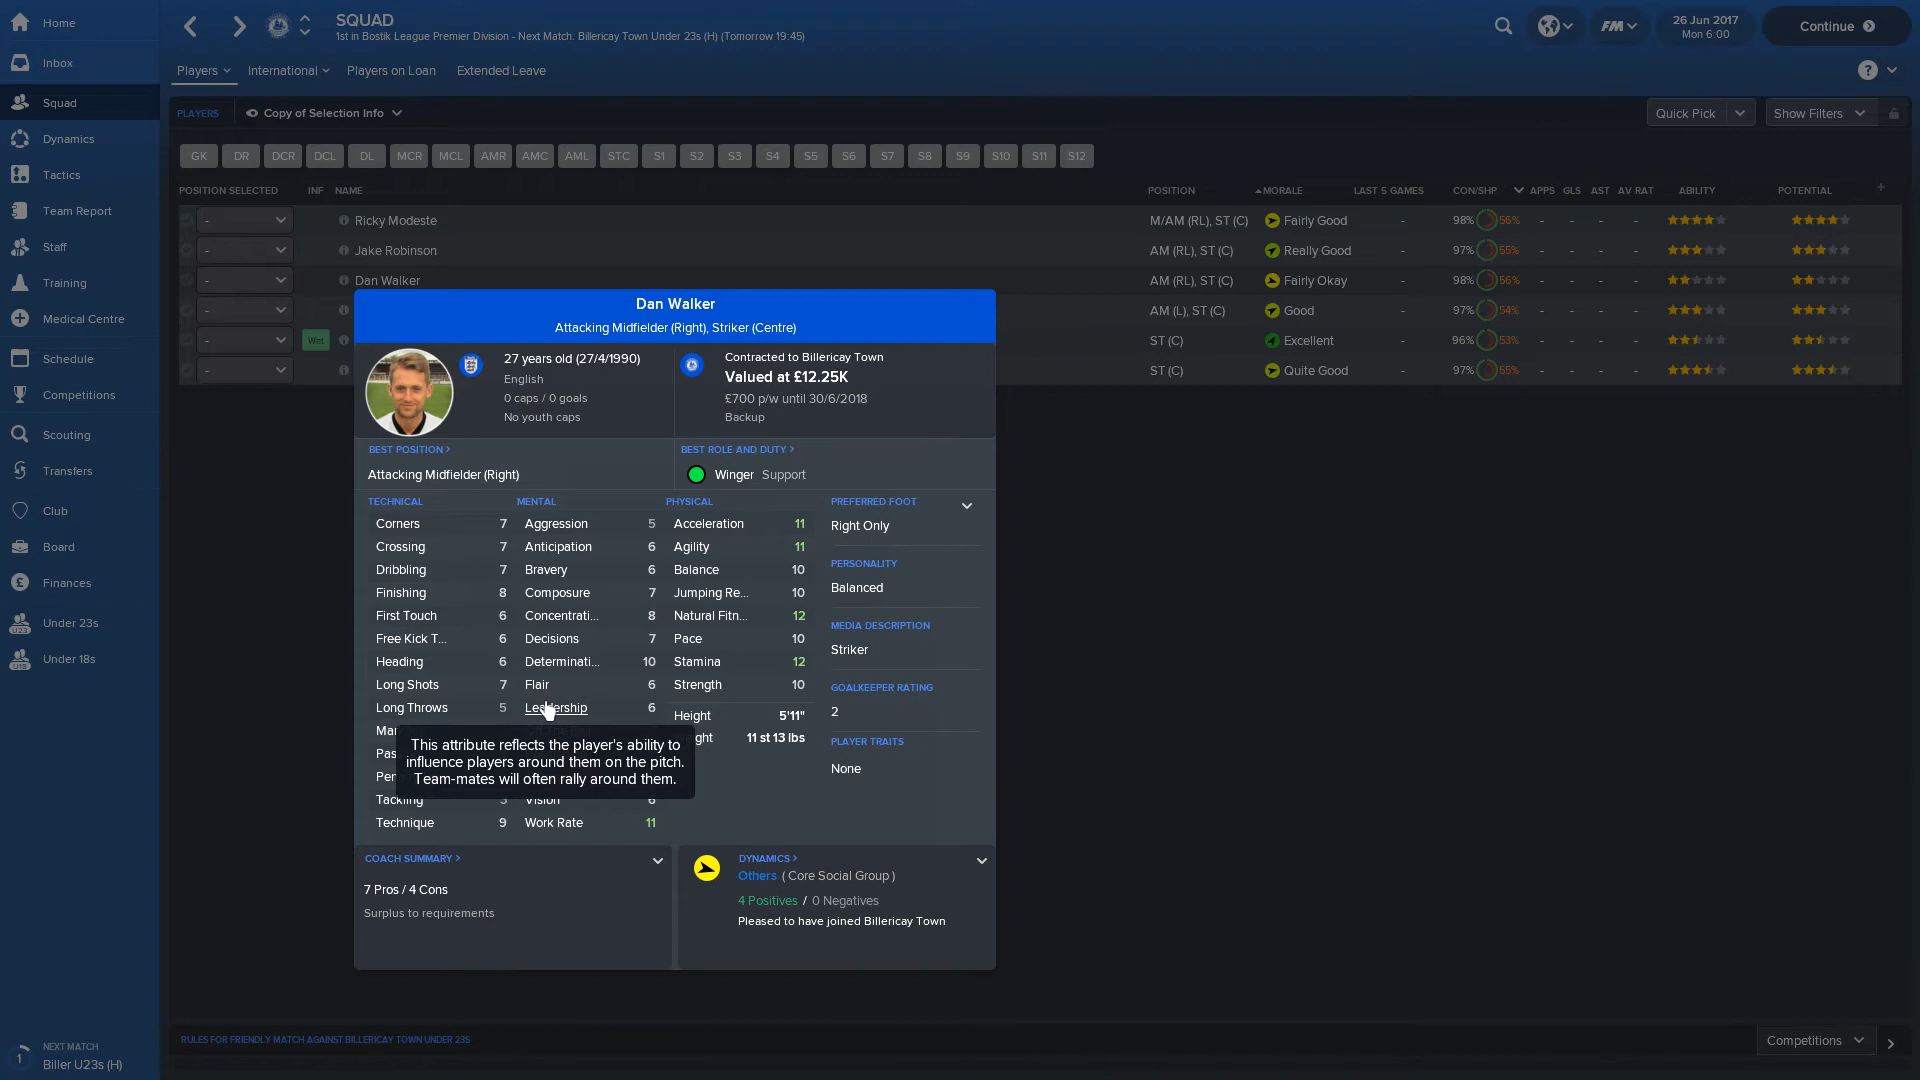 Home
Inbox
Squad
Dynamics
Tactics
Team Report
Staff
Training
Medical Centre
Schedule
Competitions
Scouting
Transfers
Club
Board
Finances
U23
Under 23s
U18
Under 18s
1
NEXT MATCH
Biller U23s (H)
SQUAD
1st in Bostik League Premier Division - Next Match: Billericay Town Under 23s (H) (Tomorrow 19:45)
FM
26 Jun 2017
Mon 6:00
Continue
Players International Players on Loan Extended Leave
?
PLAYERS Copy of Selection Info Quick Pick Show Filters
GK DR DCR DCL DL MCR MCL AMR AMC AML STC S1 S2 S3 S4 S5 S6 S7 S8 S9 S10 S11 S12
POSITION SELECTED INF NAME POSITION MORALE LAST 5 GAMES CON/SHP APPS GLS AST AV RAT ABILITY POTENTIAL +
- Ricky Modeste M/AM (RL), ST (C) Fairly Good - 98% 56% - - - -
- Jake Robinson AM (RL), ST (C) Really Good - 97% 55% - - - -
- Dan Walker AM (RL), ST (C) Fairly Okay - 98% 56% - - - -
- AM (L), ST (C) Good - 97% 54% - - - -
- Wnt ST (C) Excellent - 96% 53% - - - -
- ST (C) Quite Good - 97% 55% - - - -
Dan Walker
Attacking Midfielder (Right), Striker (Centre)
27 years old (27/4/1990)
English
0 caps / 0 goals
No youth caps
Contracted to Billericay Town
Valued at £12.25K
£700 p/w until 30/6/2018
Backup
BEST POSITION >
Attacking Midfielder (Right)
BEST ROLE AND DUTY >
Winger Support
TECHNICAL
Corners 7
Crossing 7
Dribbling 7
Finishing 8
First Touch 6
Free Kick T... 6
Heading 6
Long Shots 7
Long Throws 5
Mar
Pas
Per
Tackling
Technique 9
MENTAL
Aggression 5
Anticipation 6
Bravery 6
Composure 7
Concentrati... 8
Decisions 7
Determinati... 10
Flair 6
Leadership 6
Vision 6
Work Rate 11
PHYSICAL
Acceleration 11
Agility 11
Balance 10
Jumping Re... 10
Natural Fitn... 12
Pace 10
Stamina 12
Strength 10
Height 5'11"
ght 11 st 13 lbs
This attribute reflects the player's ability to
influence players around them on the pitch.
Team-mates will often rally around them.
PREFERRED FOOT
Right Only
PERSONALITY
Balanced
MEDIA DESCRIPTION
Striker
GOALKEEPER RATING
2
PLAYER TRAITS
None
COACH SUMMARY >
7 Pros / 4 Cons
Surplus to requirements
DYNAMICS >
Others ( Core Social Group )
4 Positives / 0 Negatives
Pleased to have joined Billericay Town
RULES FOR FRIENDLY MATCH AGAINST BILLERICAY TOWN UNDER 23S
Competitions